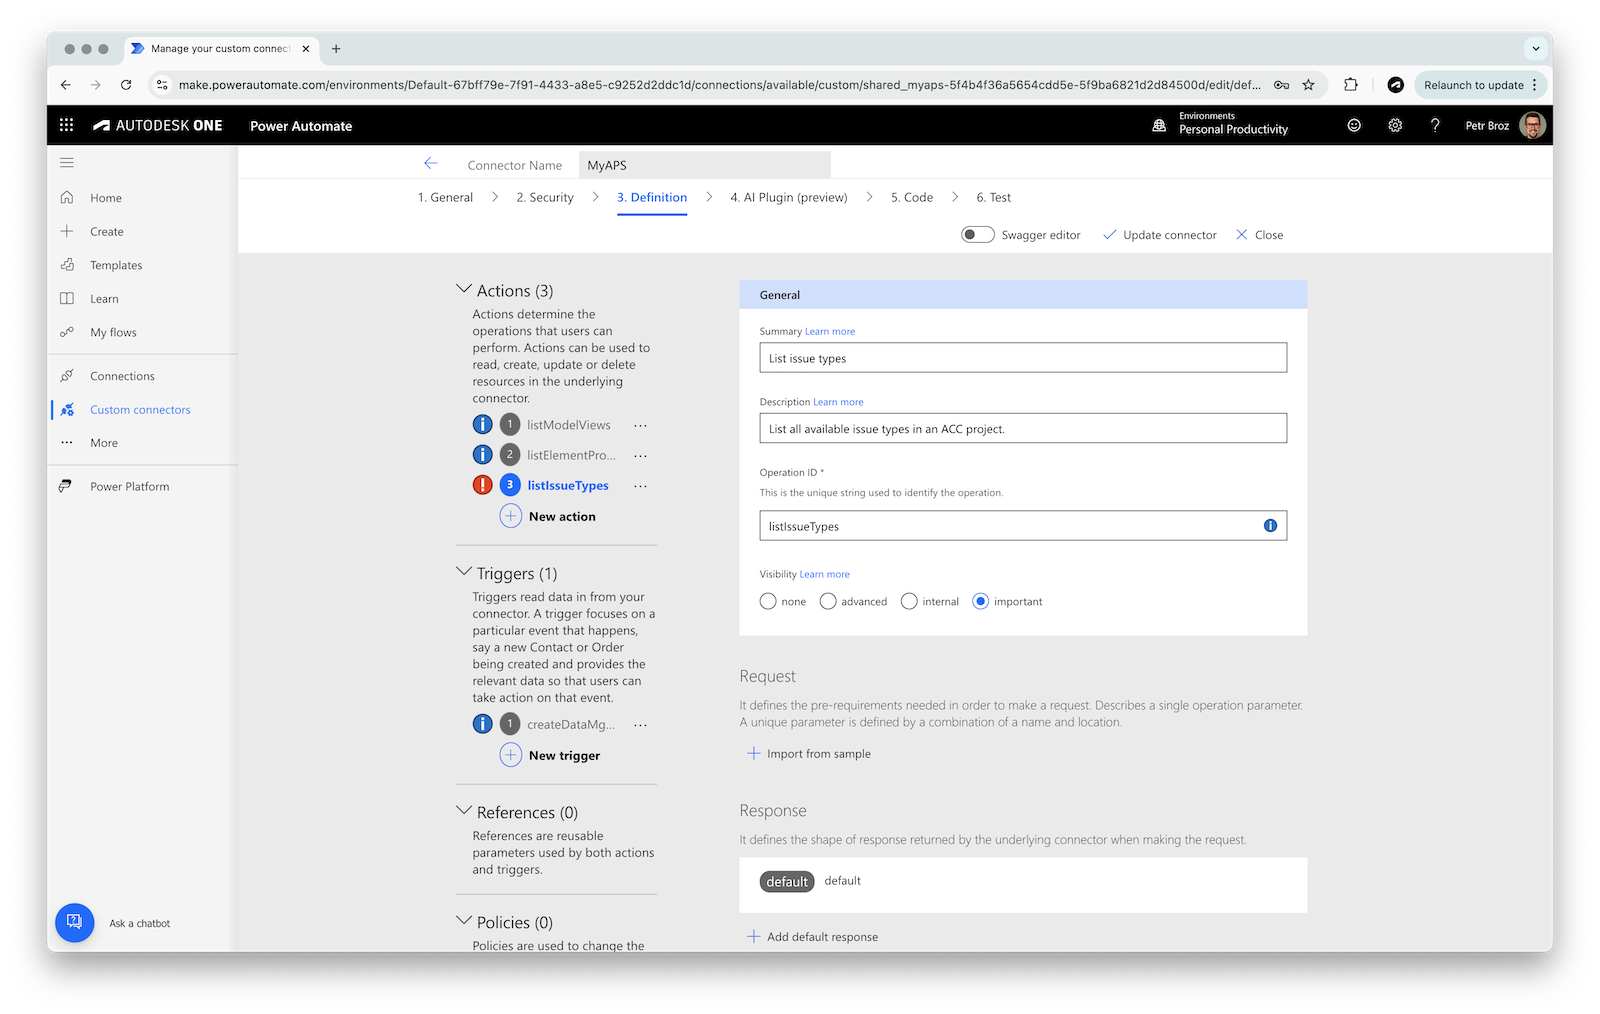 Manage your custom connect
make.powerautomate.com/environments/Default-67bff79e-7f91-4433-a8e5-c9252d2ddc1d/connections/available/custom/shared_myaps-5f4b4f36a5654cdd5e-5f9ba6821d2d84500d/edit/def...
Relaunch to update
AUTODESK ONE
Power Automate
Environments
Personal Productivity
Petr Broz
Connector Name
MyAPS
1. General
2. Security
3. Definition
4. AI Plugin (preview)
5. Code
6. Test
Swagger editor
Update connector
Close
Home
Create
Templates
Learn
My flows
Connections
Custom connectors
More
Power Platform
Ask a chatbot
Actions (3)
Actions determine the
operations that users can
perform. Actions can be used to
read, create, update or delete
resources in the underlying
connector.
1 listModelViews ...
2 listElementPro... ...
3 listIssueTypes ...
New action
Triggers (1)
Triggers read data in from your
connector. A trigger focuses on a
particular event that happens,
say a new Contact or Order
being created and provides the
relevant data so that users can
take action on that event.
1 createDataMg... ...
New trigger
References (0)
References are reusable
parameters used by both actions
and triggers.
Policies (0)
Policies are used to change the
General
Summary Learn more
List issue types
Description Learn more
List all available issue types in an ACC project.
Operation ID *
This is the unique string used to identify the operation.
listIssueTypes
Visibility Learn more
none
advanced
internal
important
Request
It defines the pre-requirements needed in order to make a request. Describes a single operation parameter.
A unique parameter is defined by a combination of a name and location.
Import from sample
Response
It defines the shape of response returned by the underlying connector when making the request.
default default
Add default response